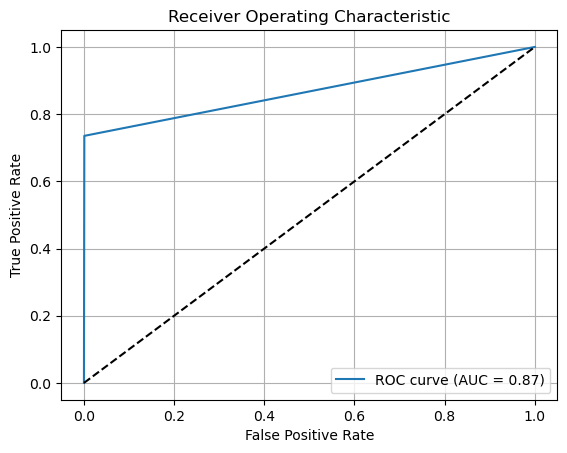 Receiver Operating Characteristic
True Positive Rate
1.0
0.8
0.6
0.4
0.2
0.0
ROC curve (AUC = 0.87)
0.0 0.2 0.4 0.6 0.8 1.0
False Positive Rate